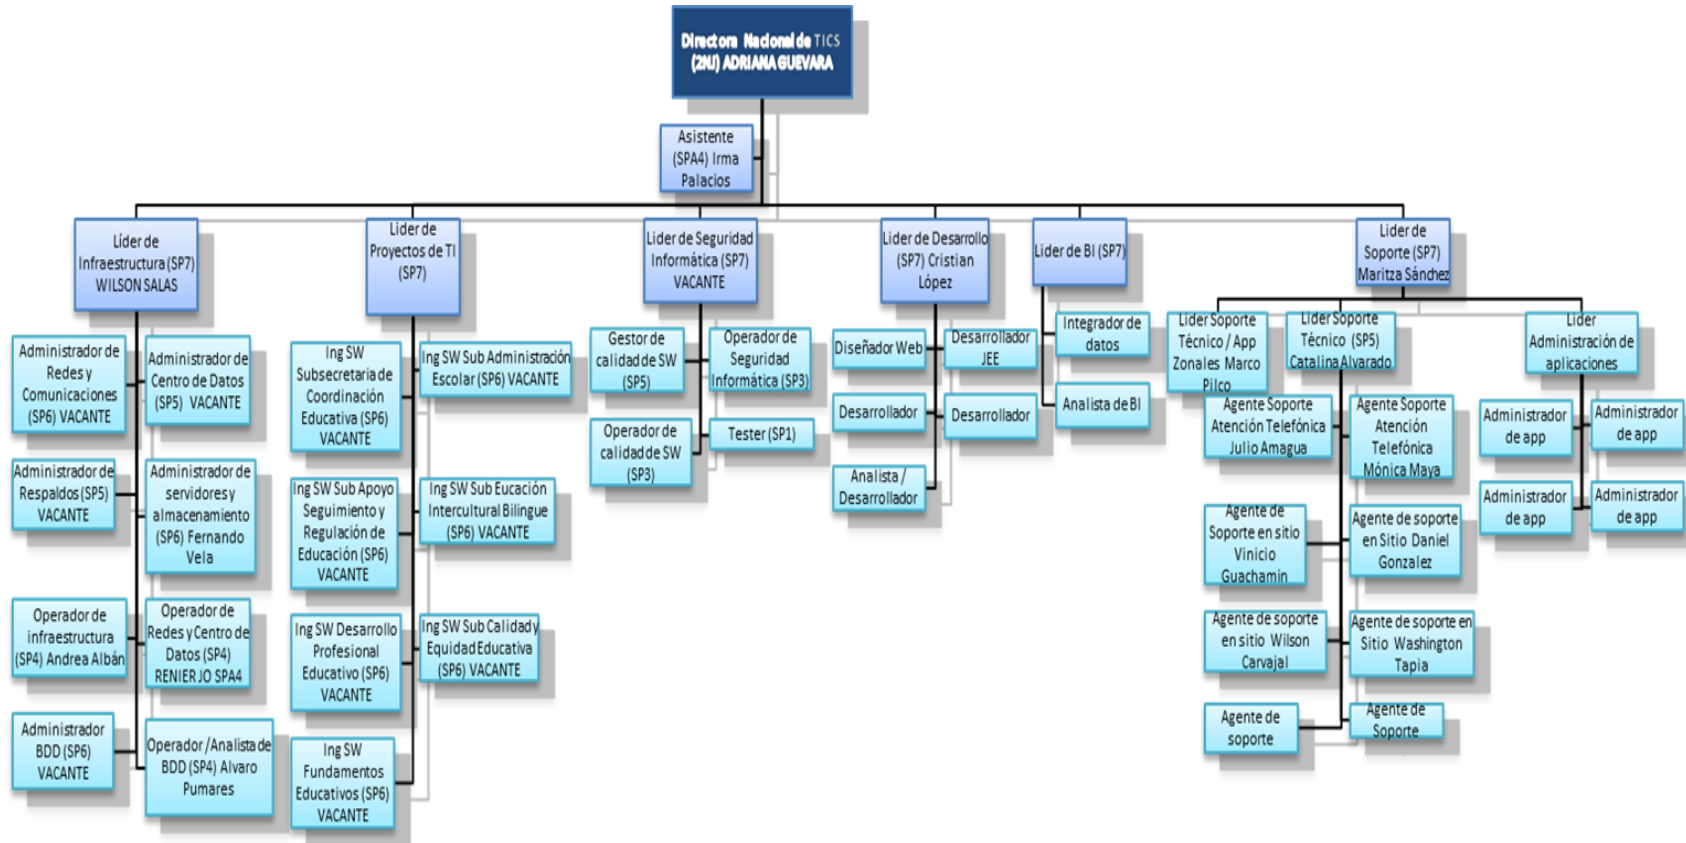 Directora Nacional de TICS
(2NJ) ADRIANA GUEVARA
Asistente
(SPA4) Irma
Palacios
Líder de
Infraestructura (SP7)
WILSON SALAS
Lider de
Proyectos de TI
(SP7)
Lider de Seguridad
Informática (SP7)
VACANTE
Lider de Desarrollo
(SP7) Cristian
López
Lider de BI (SP7)
Lider de
Soporte (SP7)
Maritza Sánchez
Administrador de
Redes y
Comunicaciones
(SP6) VACANTE
Administrador de
Centro de Datos
(SP5) VACANTE
Administrador de
Respaldos (SP5)
VACANTE
Administrador de
servidores y
almacenamiento
(SP6) Fernando
Vela
Operador de
infraestructura
(SP4) Andrea Albán
Operador de
Redes y Centro de
Datos (SP4)
RENIER JO SPA4
Administrador
BDD (SP6)
VACANTE
Operador /Analista de
BDD (SP4) Alvaro
Pumares
Ing SW
Subsecretaria de
Coordinación
Educativa (SP6)
VACANTE
Ing SW Sub Administración
Escolar (SP6) VACANTE
Ing SW Sub Apoyo
Seguimiento y
Regulación de
Educación (SP6)
VACANTE
Ing SW Sub Eucación
Intercultural Bilingue
(SP6) VACANTE
Ing SW Desarrollo
Profesional
Educativo (SP6)
VACANTE
Ing SW Sub Calidad y
Equidad Educativa
(SP6) VACANTE
Ing SW
Fundamentos
Educativos (SP6)
VACANTE
Gestor de
calidad de SW
(SP5)
Operador de
Seguridad
Informática (SP3)
Operador de
calidad de SW
(SP3)
Tester (SP1)
Diseñador Web
Desarrollador
JEE
Desarrollador
Desarrollador
Analista /
Desarrollador
Integrador de
datos
Analista de BI
Lider Soporte
Técnico / App
Zonales Marco
Pilco
Lider Soporte
Técnico (SP5)
Catalina Alvarado
Lider
Administración de
aplicaciones
Agente Soporte
Atención Telefónica
Julio Amagua
Agente Soporte
Atención
Telefónica
Mónica Maya
Agente de
Soporte en sitio
Vinicio
Guachamin
Agente de soporte
en Sitio Daniel
Gonzalez
Agente de soporte
en sitio Wilson
Carvajal
Agente de soporte en
Sitio Washington
Tapia
Agente de
soporte
Agente de
Soporte
Administrador
de app
Administrador
de app
Administrador
de app
Administrador
de app